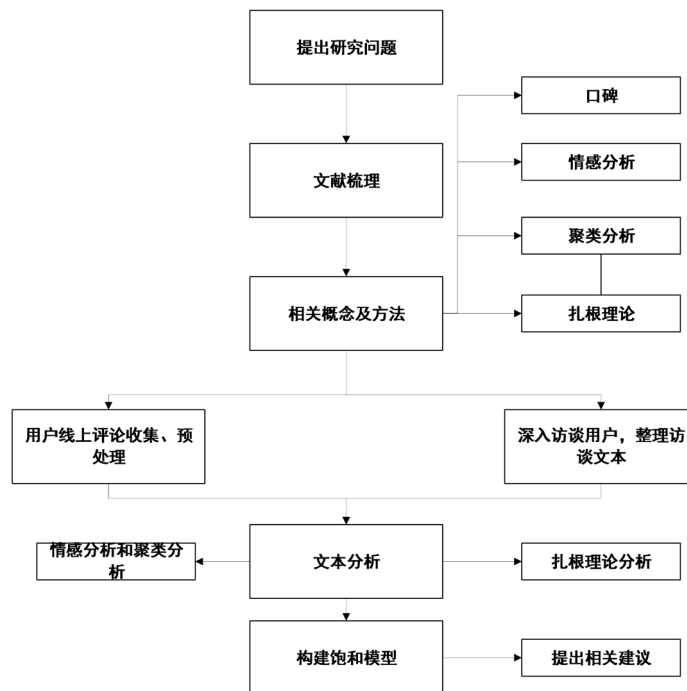 提出研究问题
口碑
文献梳理
情感分析
聚类分析
相关概念及方法
扎根理论
用户线上评论收集、预
处理
深入访谈用户，整理访
谈文本
情感分析和聚类分
析
文本分析
扎根理论分析
构建饱和模型
提出相关建议